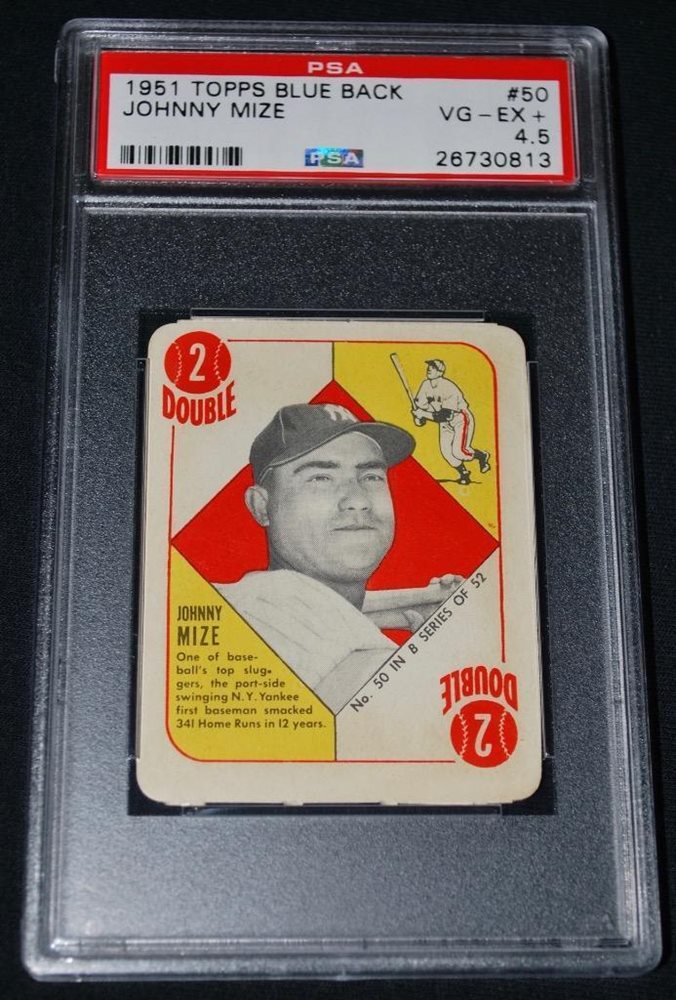 PSA
1951 TOPPS BLUE BACK #50
JOHNNY MIZE VG-EX+
4.5
PSA 26730813
2
DOUBLE
JOHNNY
MIZE
One of base-
ball's top slug-
gers, the port-side
swinging N.Y. Yankee
first baseman smacked
341 Home Runs in 12 years.
No. 50 IN B SERIES OF 52
DOUBLE
2